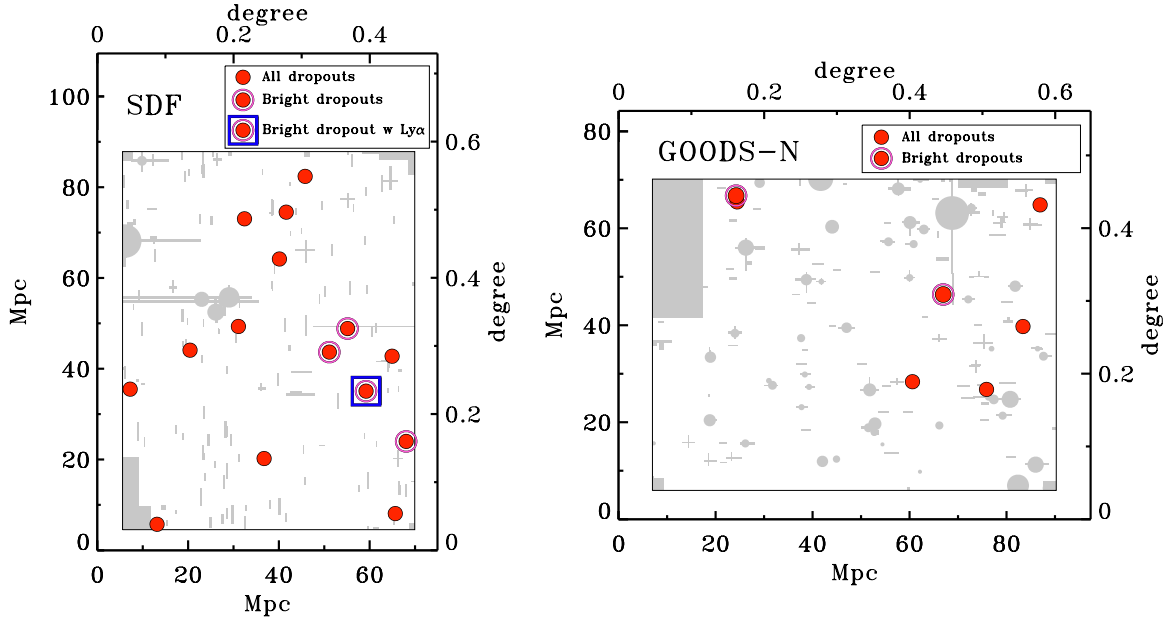 degree
0 0.2 0.4
All dropouts
Bright dropouts
Bright dropout w Lyα
SDF
100
80
60
40
20
0
Mpc
0.6
0.4
0.2
0
degree
0 20 40 60
Mpc
degree
0 0.2 0.4 0.6
All dropouts
Bright dropouts
GOODS-N
80
60
40
20
0
Mpc
0.4
0.2
0
degree
0 20 40 60 80
Mpc